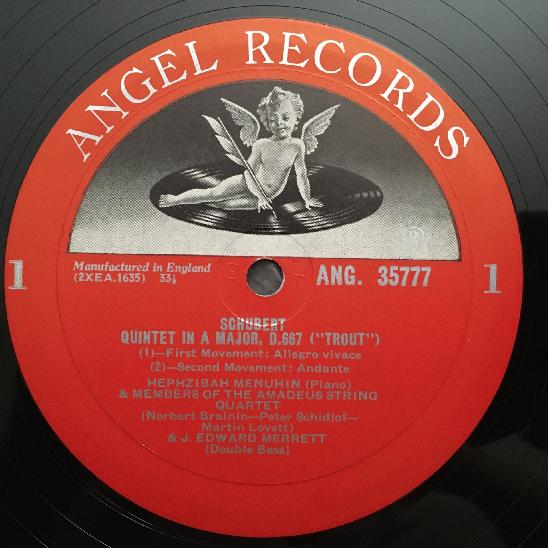 ANGEL RECORDS
1
1
Manufactured in England
(2XEA.1635) 33⅓
ANG. 35777
SCHUBERT
QUINTET IN A MAJOR, D.667 ("TROUT")
(1)—First Movement: Allegro vivace
(2)—Second Movement: Andante
HEPHZIBAH MENUHIN (Piano)
& MEMBERS OF THE AMADEUS STRING
QUARTET
(Norbert Brainin—Peter Schidlof—
Martin Lovett)
& J. EDWARD MERRETT
(Double Bass)